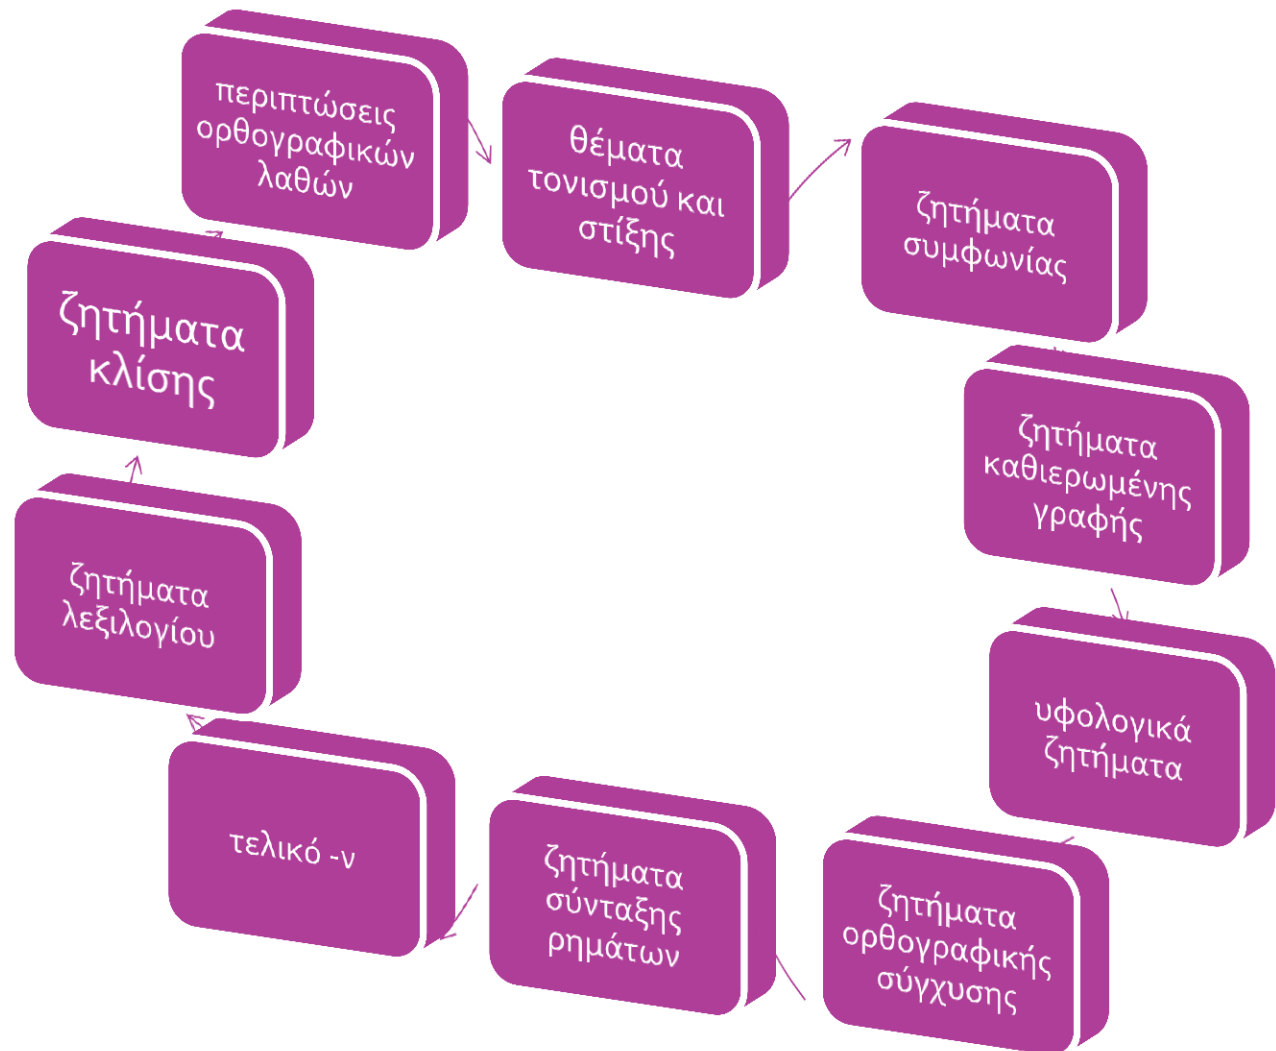 περιπτώσεις
ορθογραφικών
λαθών
θέματα
τονισμού και
στίξης
ζητήματα
συμφωνίας
ζητήματα
καθιερωμένης
γραφής
υφολογικά
ζητήματα
ζητήματα
ορθογραφικής
σύγχυσης
ζητήματα
σύνταξης
ρημάτων
τελικό -ν
ζητήματα
λεξιλογίου
ζητήματα
κλίσης